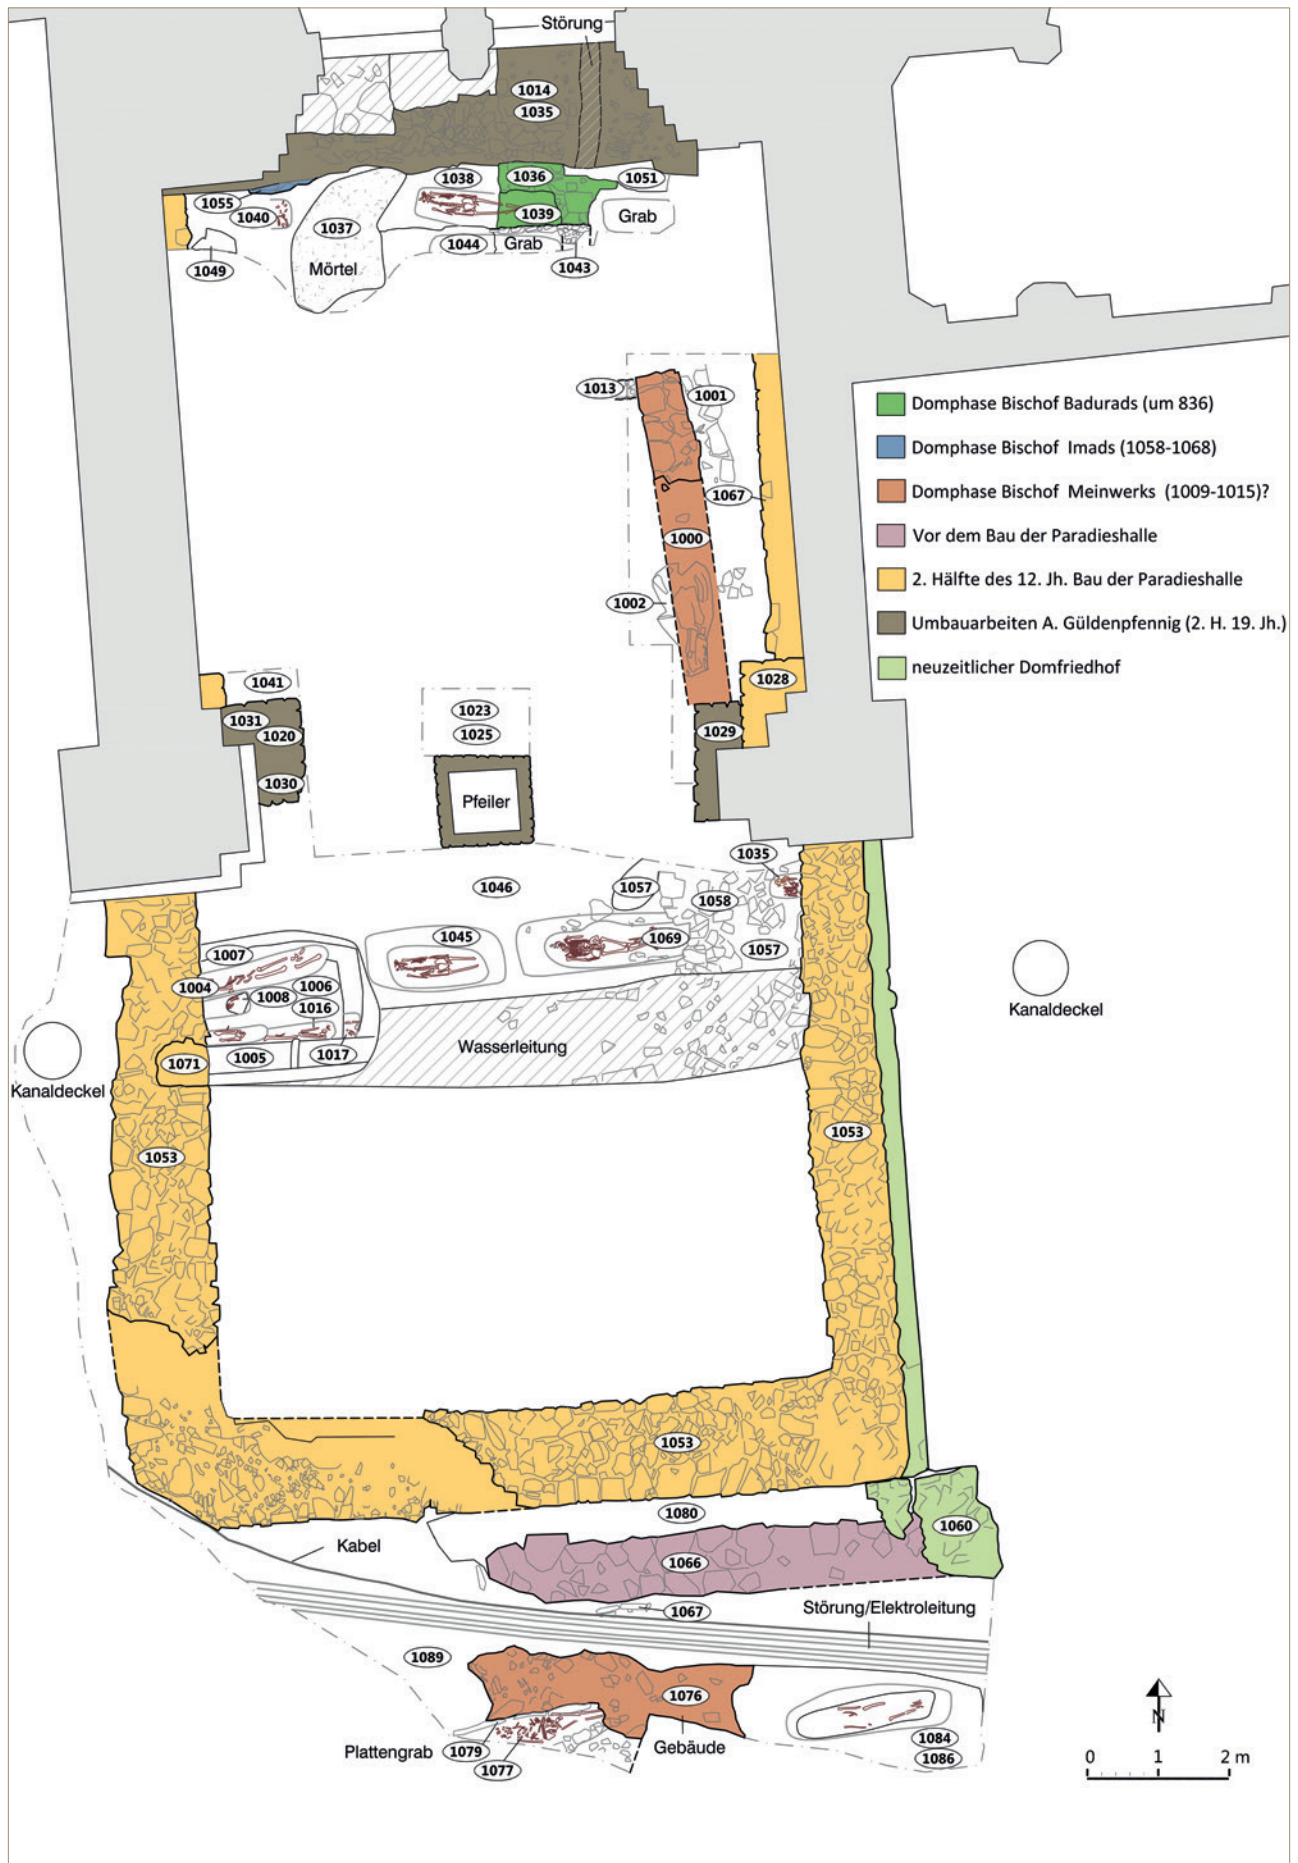 Störung
1014
1035
1038
1036
1051
1055
1040
1039
Grab
1037
1044
Grab
1043
1049
Mörtel
1013
1001
Domphase Bischof Badurads (um 836)
Domphase Bischof Imads (1058-1068)
Domphase Bischof Meinwerks (1009-1015)?
1067
Vor dem Bau der Paradieshalle
1000
2. Hälfte des 12. Jh. Bau der Paradieshalle
1002
Umbauarbeiten A. Güldenpfennig (2. H. 19. Jh.)
neuzeitlicher Domfriedhof
1041
1028
1031
1020
1023
1025
1029
1030
Pfeiler
1035
1046
1057
1058
1007
1045
1069
1057
1004
1006
1008
1016
Kanaldeckel
Wasserleitung
1005
1017
1071
Kanaldeckel
1053
1053
1053
1080
1060
Kabel
1066
1067
Störung/Elektroleitung
1089
1076
1084
1086
Plattengrab
1079
1077
Gebäude
N
0 1 2 m